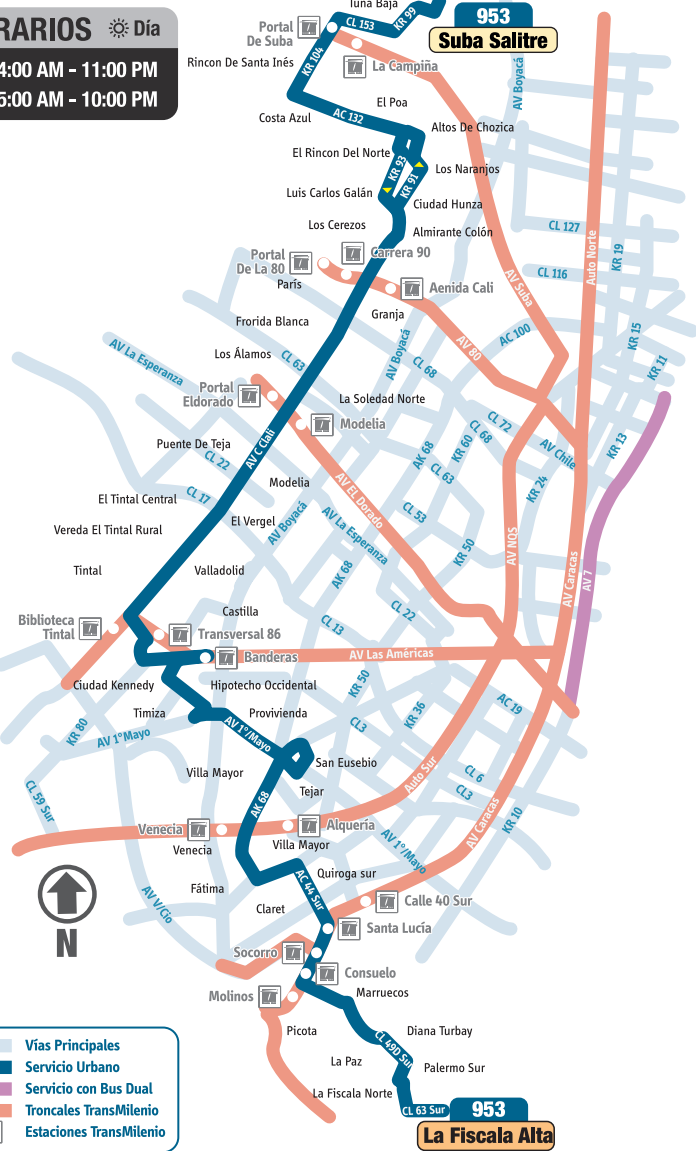 RARIOS Día
4:00 AM - 11:00 PM
5:00 AM - 10:00 PM
Tuna Baja
CL 153
KR 99
953
Suba Salitre
Portal
De Suba
La Campiña
KR 104
Rincon De Santa Inés
AV Boyacá
El Poa
Costa Azul
AC 132
Altos De Chozica
El Rincon Del Norte
KR 93
KR 91
Los Naranjos
Luis Carlos Galán
Ciudad Hunza
Los Cerezos
Almirante Colón
CL 127
Auto Norte
KR 19
Portal
De La 80
Carrera 90
CL 116
París
Aenida Cali
AV Suba
Granja
Frorida Blanca
AC 100
KR 15
AV La Esperanza
Los Álamos
CL 63
AV Boyacá
AV 80
CL 68
KR 11
Portal
Eldorado
La Soledad Norte
Modelia
CL 72
CL 68
KR 60
AK 68
CL 63
AV Chile
KR 13
Puente De Teja
CL 22
AV C Clali
Modelia
KR 24
El Tintal Central
CL 17
AV EL Dorado
CL 53
El Vergel
AV Boyacá
AV La Esperanza
Vereda El Tintal Rural
KR 50
AV NQS
AV Caracas
AV 7
Tintal
Valladolid
AK 68
Castilla
CL 22
Biblioteca
Tintal
Transversal 86
CL 13
Banderas
AV Las Américas
Ciudad Kennedy
Hipotecho Occidental
KR 50
AC 19
Timiza
Provivienda
KR 36
KR 80
AV 1°Mayo
AV 1°/Mayo
CL3
San Eusebio
Villa Mayor
Auto Sur
CL 6
Tejar
CL3
CL 59 Sur
AK 68
AV Caracas
KR 10
Venecia
Alquería
Venecia
Villa Mayor
AV 1°/Mayo
Fátima
AC 44 Sur
Quiroga sur
AV V/Cio
Claret
Calle 40 Sur
Santa Lucía
N
Socorro
Consuelo
Molinos
Marruecos
Picota
CL 49D Sur
Diana Turbay
La Paz
Palermo Sur
La Fiscala Norte
CL 63 Sur
953
La Fiscala Alta
Vías Principales
Servicio Urbano
Servicio con Bus Dual
Troncales TransMilenio
Estaciones TransMilenio